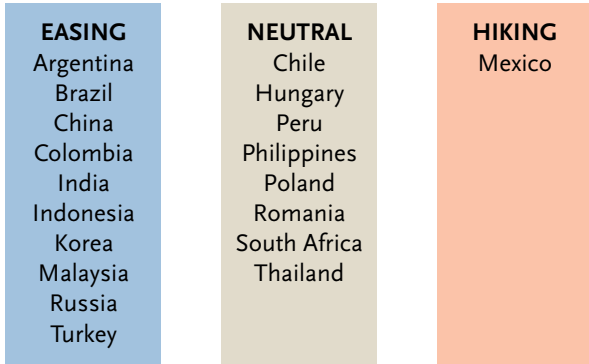 EASING
Argentina
Brazil
China
Colombia
India
Indonesia
Korea
Malaysia
Russia
Turkey
NEUTRAL
Chile
Hungary
Peru
Philippines
Poland
Romania
South Africa
Thailand
HIKING
Mexico